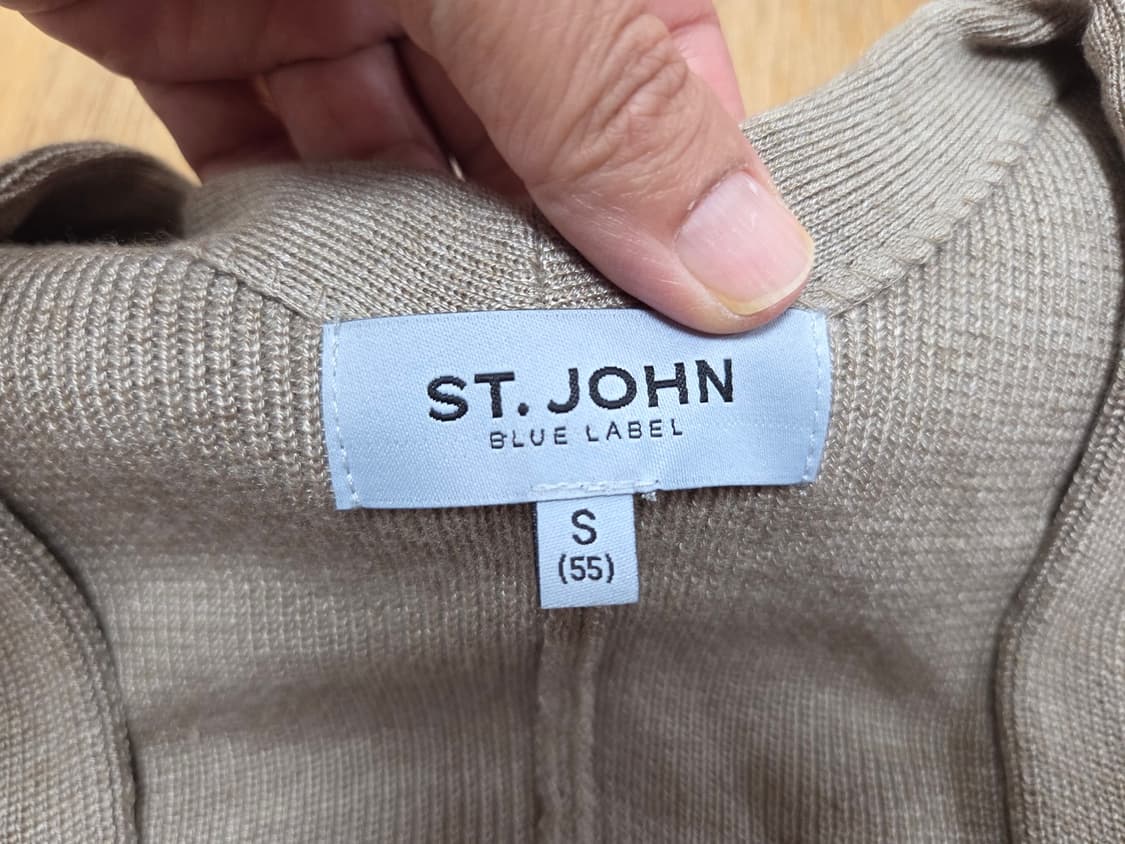 ST. JOHN
BLUE LABEL
S
(55)